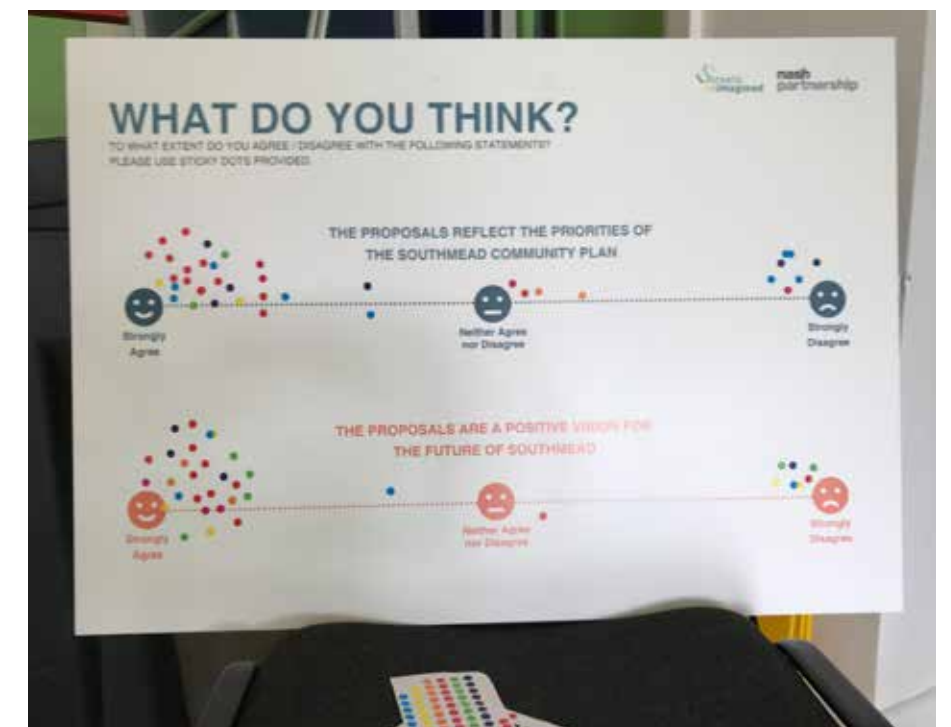 Streets
reimagined
nash
partnership
WHAT DO YOU THINK?
TO WHAT EXTENT DO YOU AGREE / DISAGREE WITH THE FOLLOWING STATEMENTS?
PLEASE USE STICKY DOTS PROVIDED.
THE PROPOSALS REFLECT THE PRIORITIES OF
THE SOUTHMEAD COMMUNITY PLAN
Strongly
Agree
Neither Agree
nor Disagree
Strongly
Disagree
THE PROPOSALS ARE A POSITIVE VISION FOR
THE FUTURE OF SOUTHMEAD
Strongly
Agree
Neither Agree
nor Disagree
Strongly
Disagree